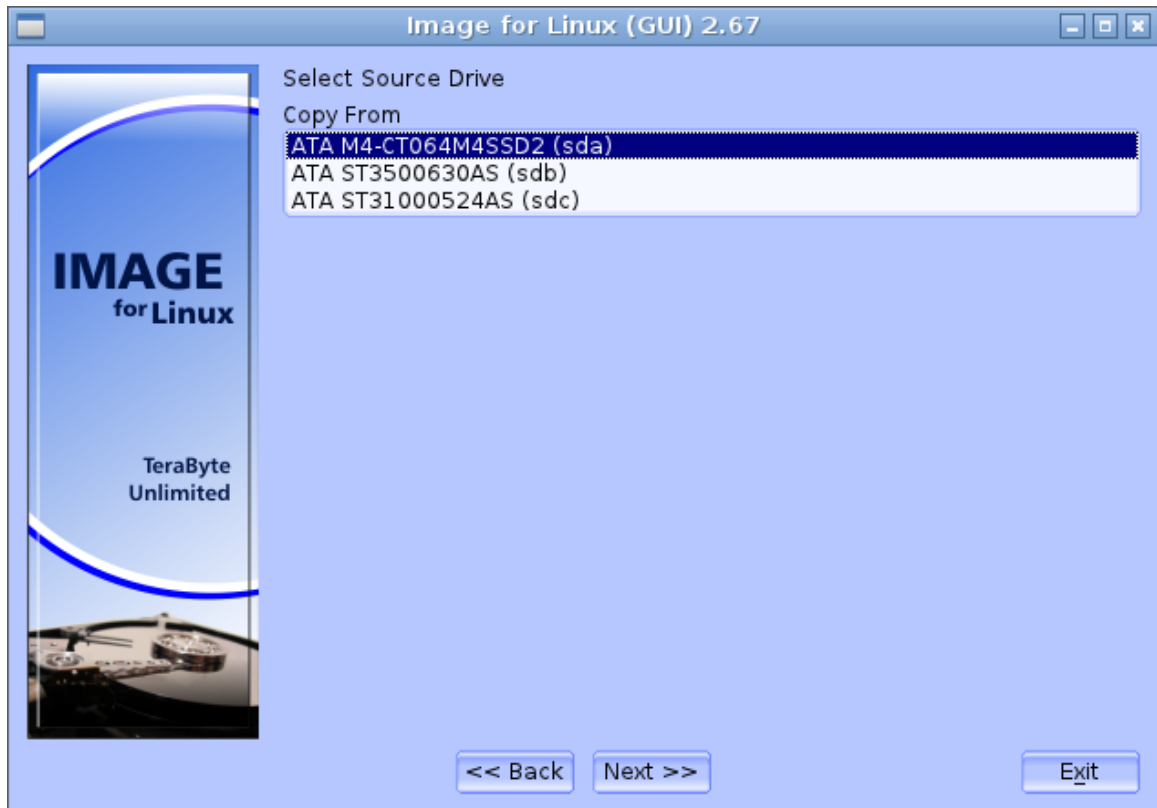 Image for Linux (GUI) 2.67
Select Source Drive
Copy From
ATA M4-CT064M4SSD2 (sda)
ATA ST3500630AS (sdb)
ATA ST31000524AS (sdc)
IMAGE
for Linux
TeraByte
Unlimited
<< Back
Next >>
Exit